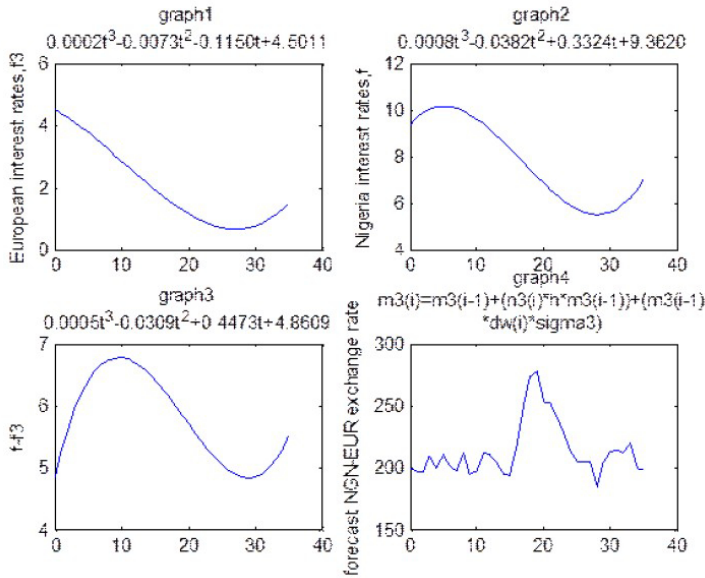 graph1
0.0002t³-0.0073t²-0.1150t+4.5011
European interest rates,f3
6
4
2
0
0 10 20 30 40
graph2
0.0008t³-0.0382t²+0.3324t+9.3620
Nigeria interest rates,f
12
10
8
6
4
0 10 20 30 40
graph3
0.0005t³-0.0309t²+0.4473t+4.8609
f-f3
7
6
5
4
0 10 20 30 40
graph4
m3(i)=m3(i-1)+(n3(i)*h*m3(i-1))+(m3(i-1)
*dw(i)*sigma3)
forecast NGN-EUR exchange rate
300
250
200
150
0 10 20 30 40